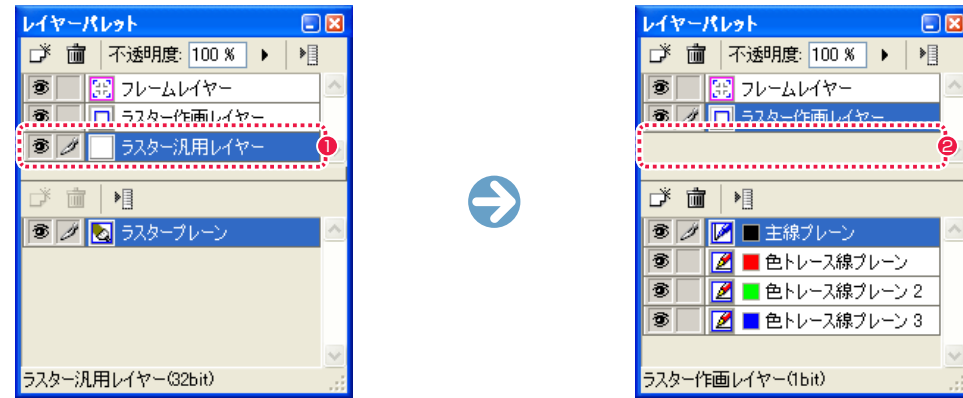 レイヤーパレット
不透明度: 100 %
フレームレイヤー
ラスター作画レイヤー
ラスター汎用レイヤー
1
ラスタープレーン
ラスター汎用レイヤー(32bit)
レイヤーパレット
不透明度: 100 %
フレームレイヤー
ラスター作画レイヤー
2
主線プレーン
色トレース線プレーン
色トレース線プレーン 2
色トレース線プレーン 3
ラスター作画レイヤー(1bit)